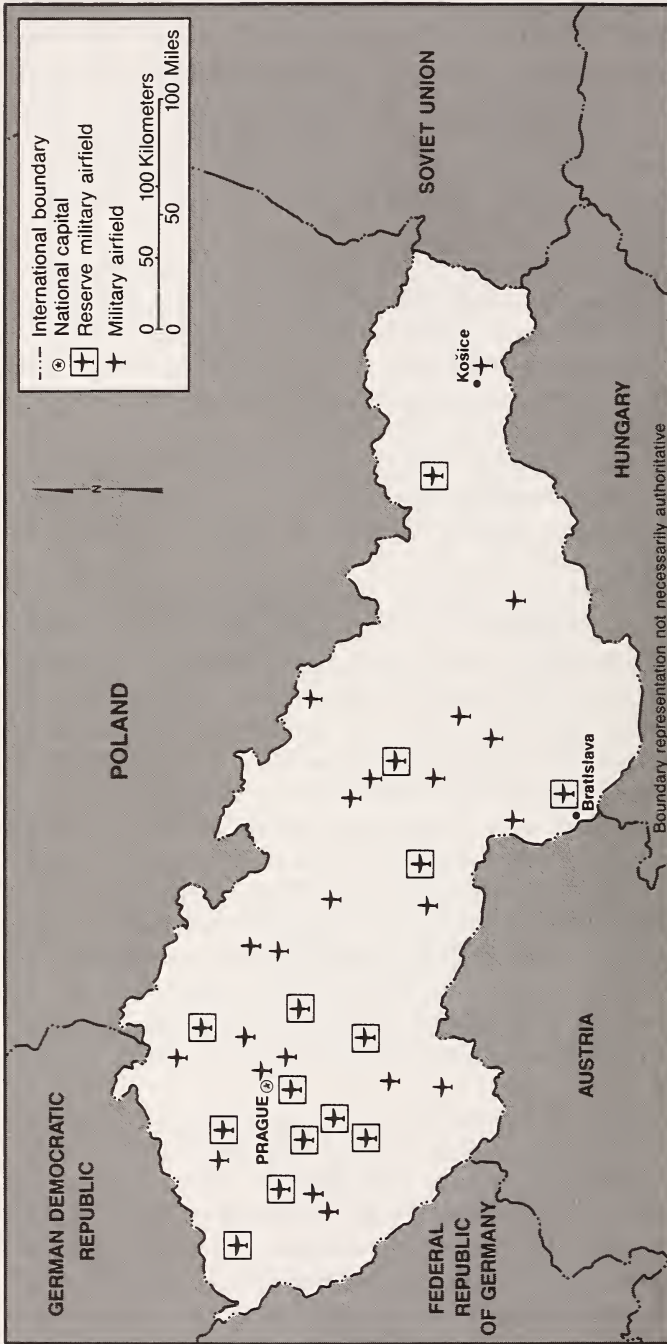 International boundary
National capital
Reserve military airfield
Military airfield
0 50 100 Kilometers
0 50 100 Miles
N
GERMAN DEMOCRATIC
REPUBLIC
POLAND
SOVIET UNION
PRAGUE
Košice
Bratislava
FEDERAL
REPUBLIC
OF GERMANY
AUSTRIA
HUNGARY
Boundary representation not necessarily authoritative